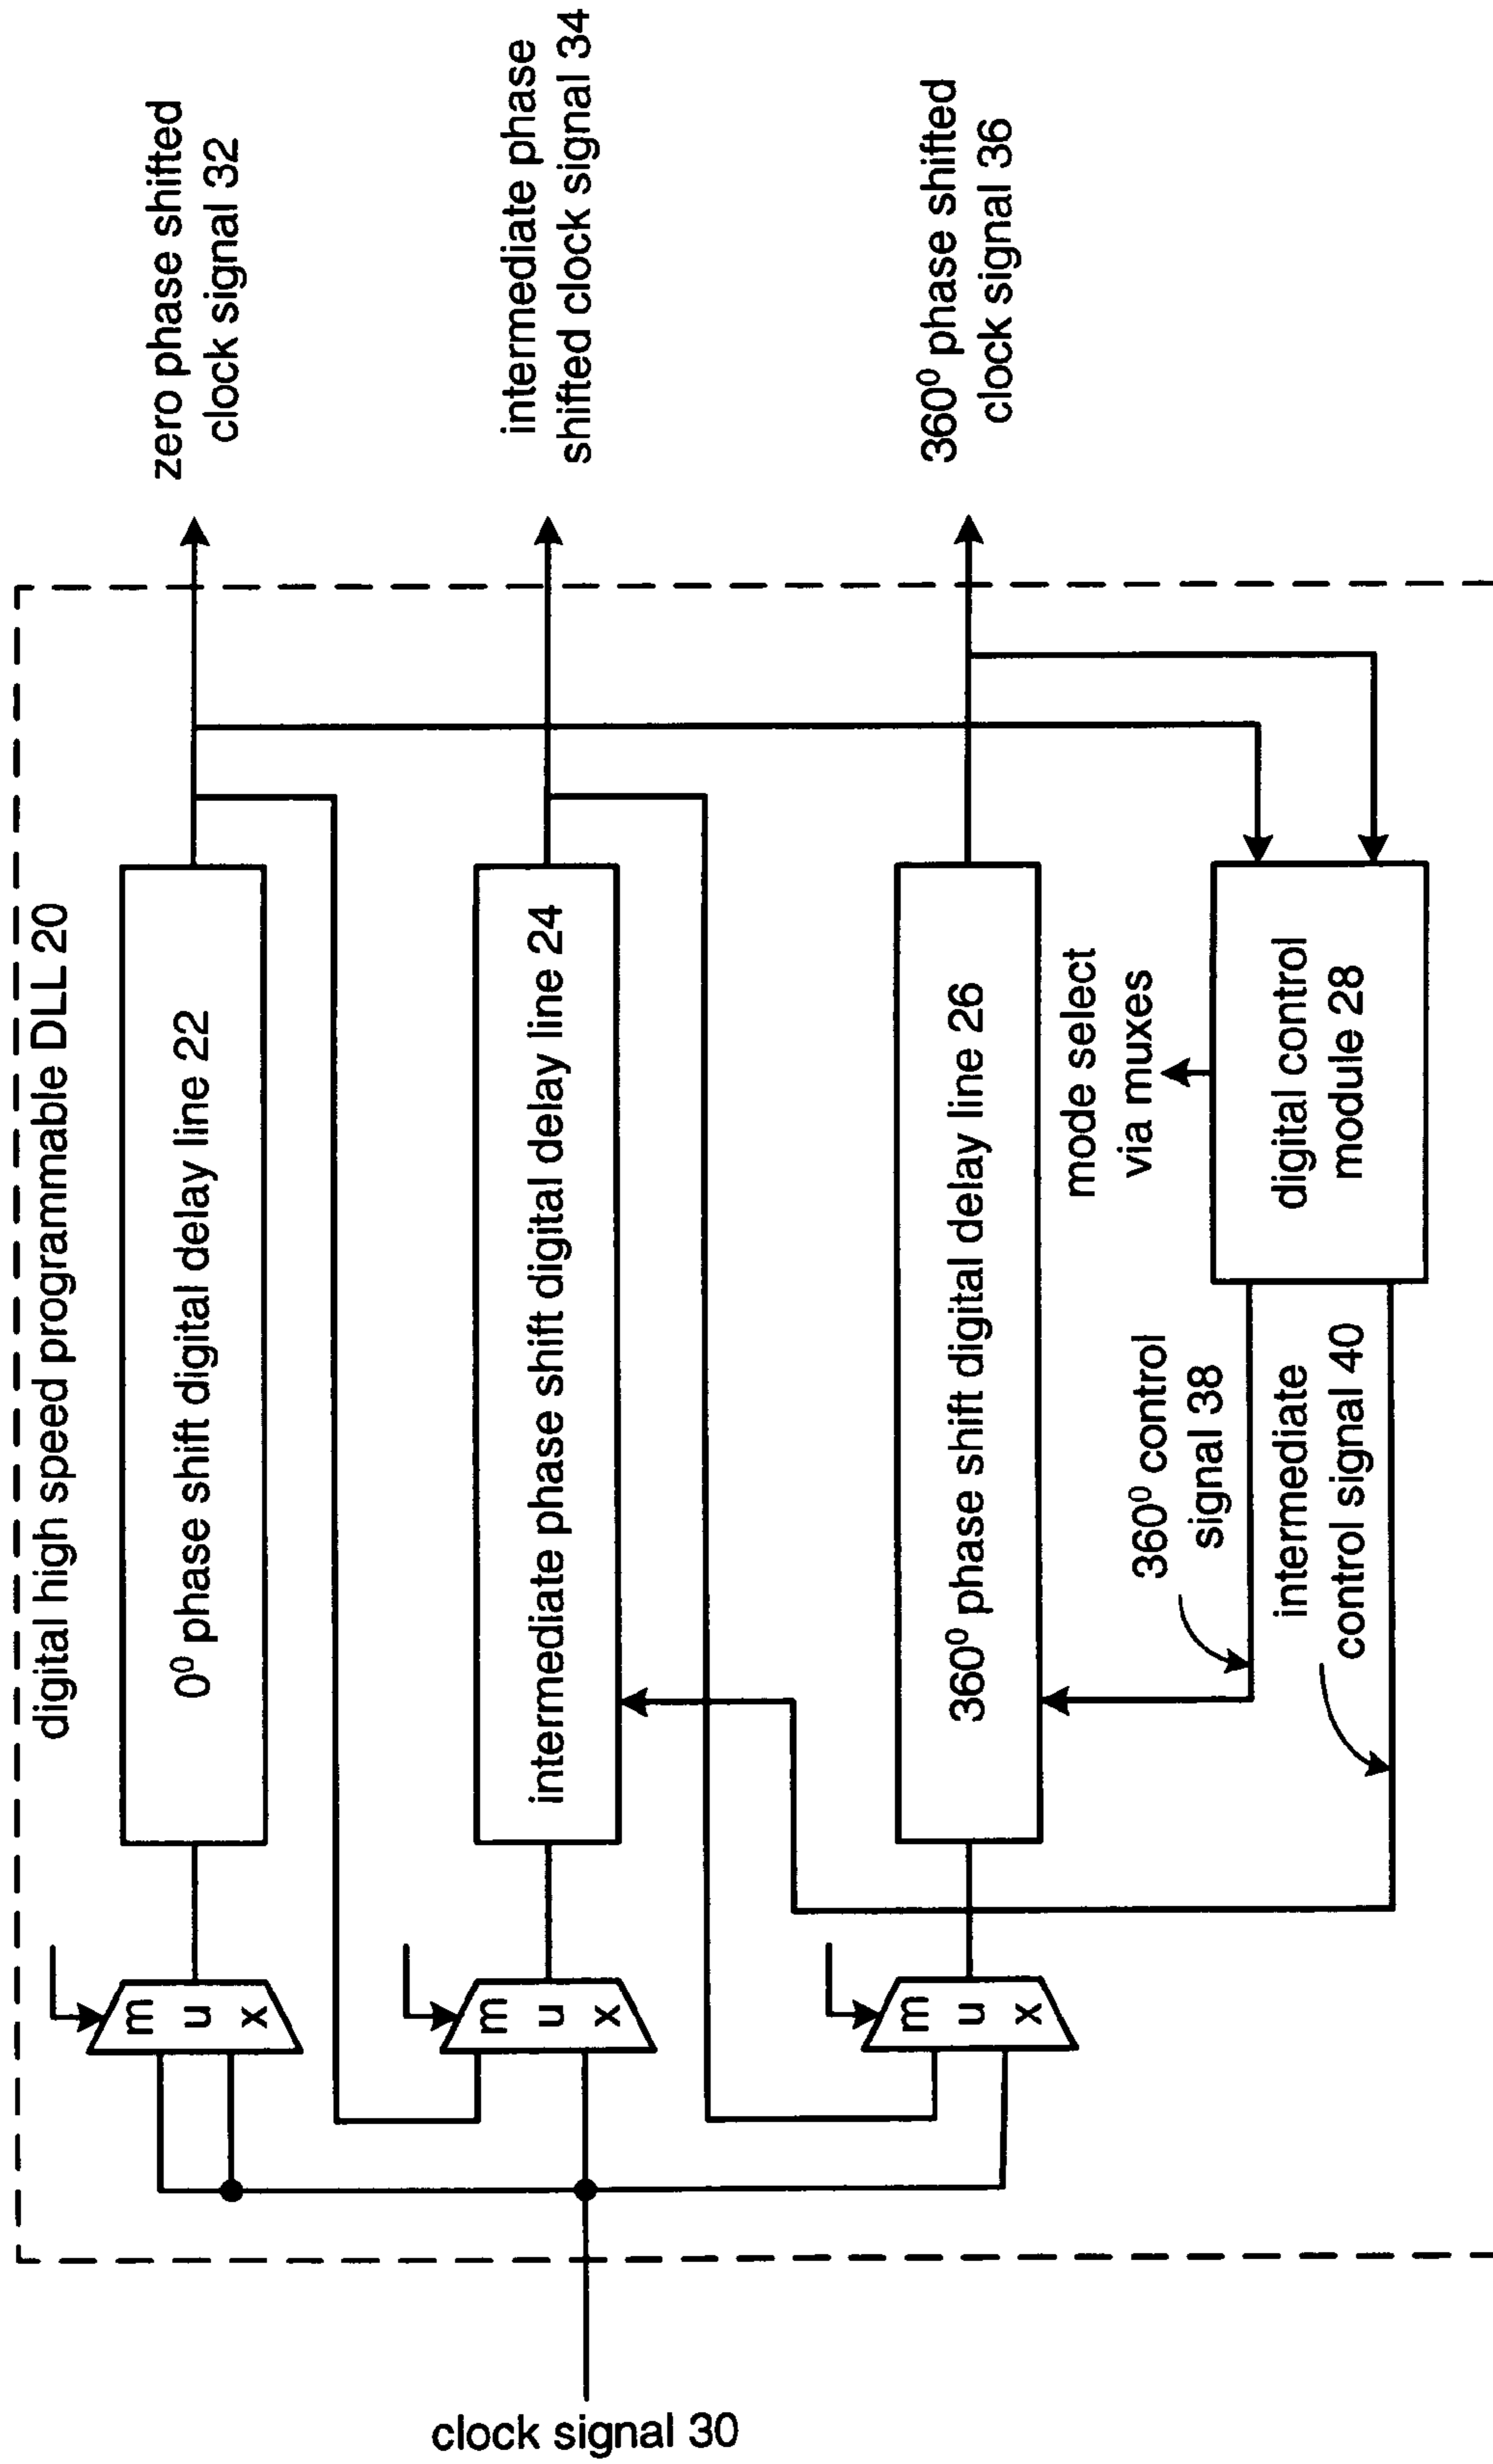 digital high speed programmable DLL 20
m
u
x
0⁰ phase shift digital delay line 22
zero phase shifted
clock signal 32
m
u
x
intermediate phase shift digital delay line 24
intermediate phase
shifted clock signal 34
clock signal 30
m
u
x
360⁰ phase shift digital delay line 26
360⁰ phase shifted
clock signal 36
mode select
via muxes
360⁰ control
signal 38
intermediate
control signal 40
digital control
module 28